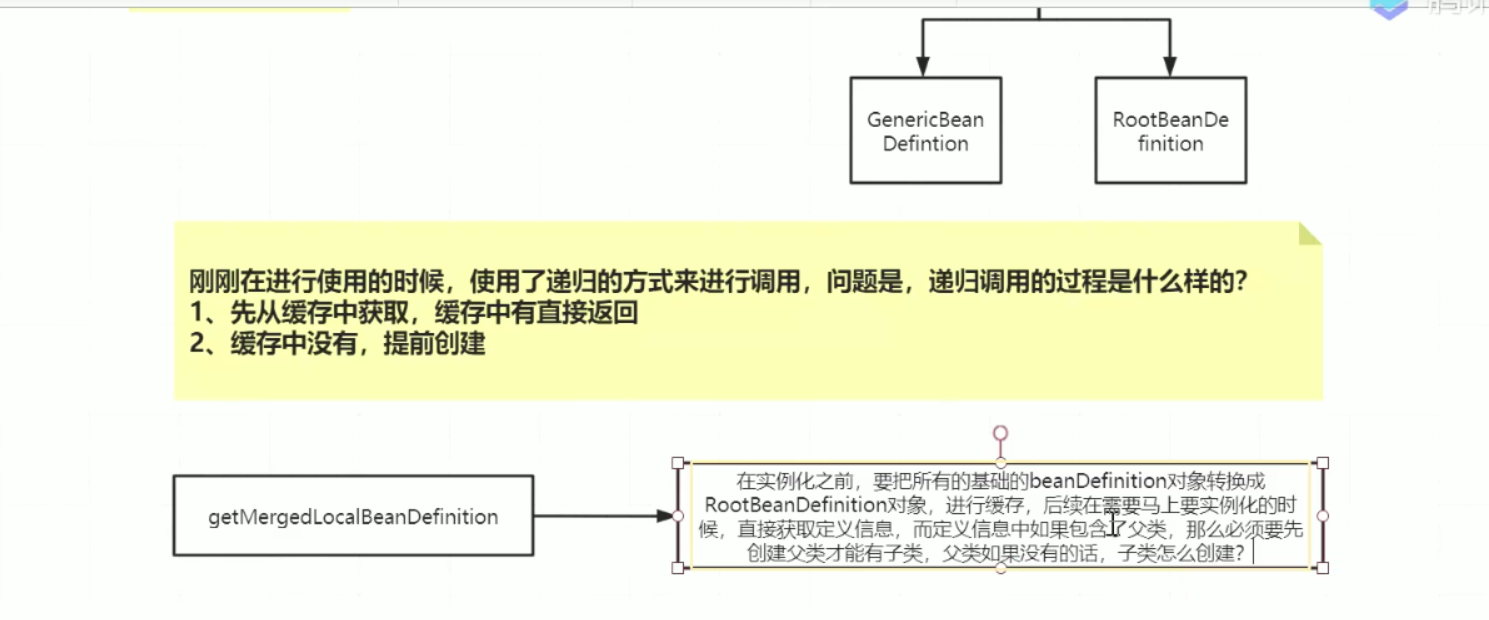 GenericBean
Defintion
RootBeanDe
finition
刚刚在进行使用的时候，使用了递归的方式来进行调用，问题是，递归调用的过程是什么样的？
1、先从缓存中获取，缓存中有直接返回
2、缓存中没有，提前创建
getMergedLocalBeanDefinition
在实例化之前，要把所有的基础的beanDefinition对象转换成
RootBeanDefinition对象，进行缓存，后续在需要马上要实例化的时
候，直接获取定义信息，而定义信息中如果包含了父类，那么必须要先
创建父类才能有子类，父类如果没有的话，子类怎么创建？